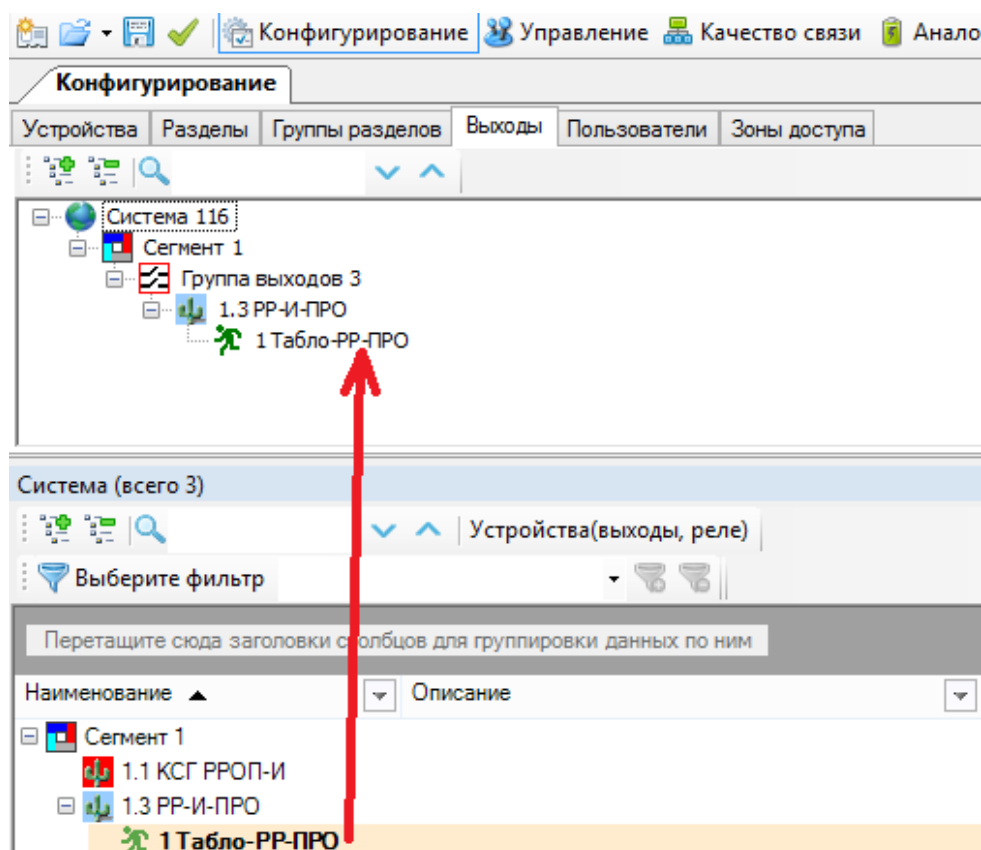 Конфигурирование Управление Качество связи Анало
Конфигурирование
Устройства Разделы Группы разделов Выходы Пользователи Зоны доступа
Система 116
Сегмент 1
Группа выходов 3
1.3 РР-И-ПРО
1 Табло-РР-ПРО
Система (всего 3)
Устройства(выходы, реле)
Выберите фильтр
Перетащите сюда заголовки столбцов для группировки данных по ним
Наименование Описание
Сегмент 1
1.1 КСГ РРОП-И
1.3 РР-И-ПРО
1 Табло-РР-ПРО